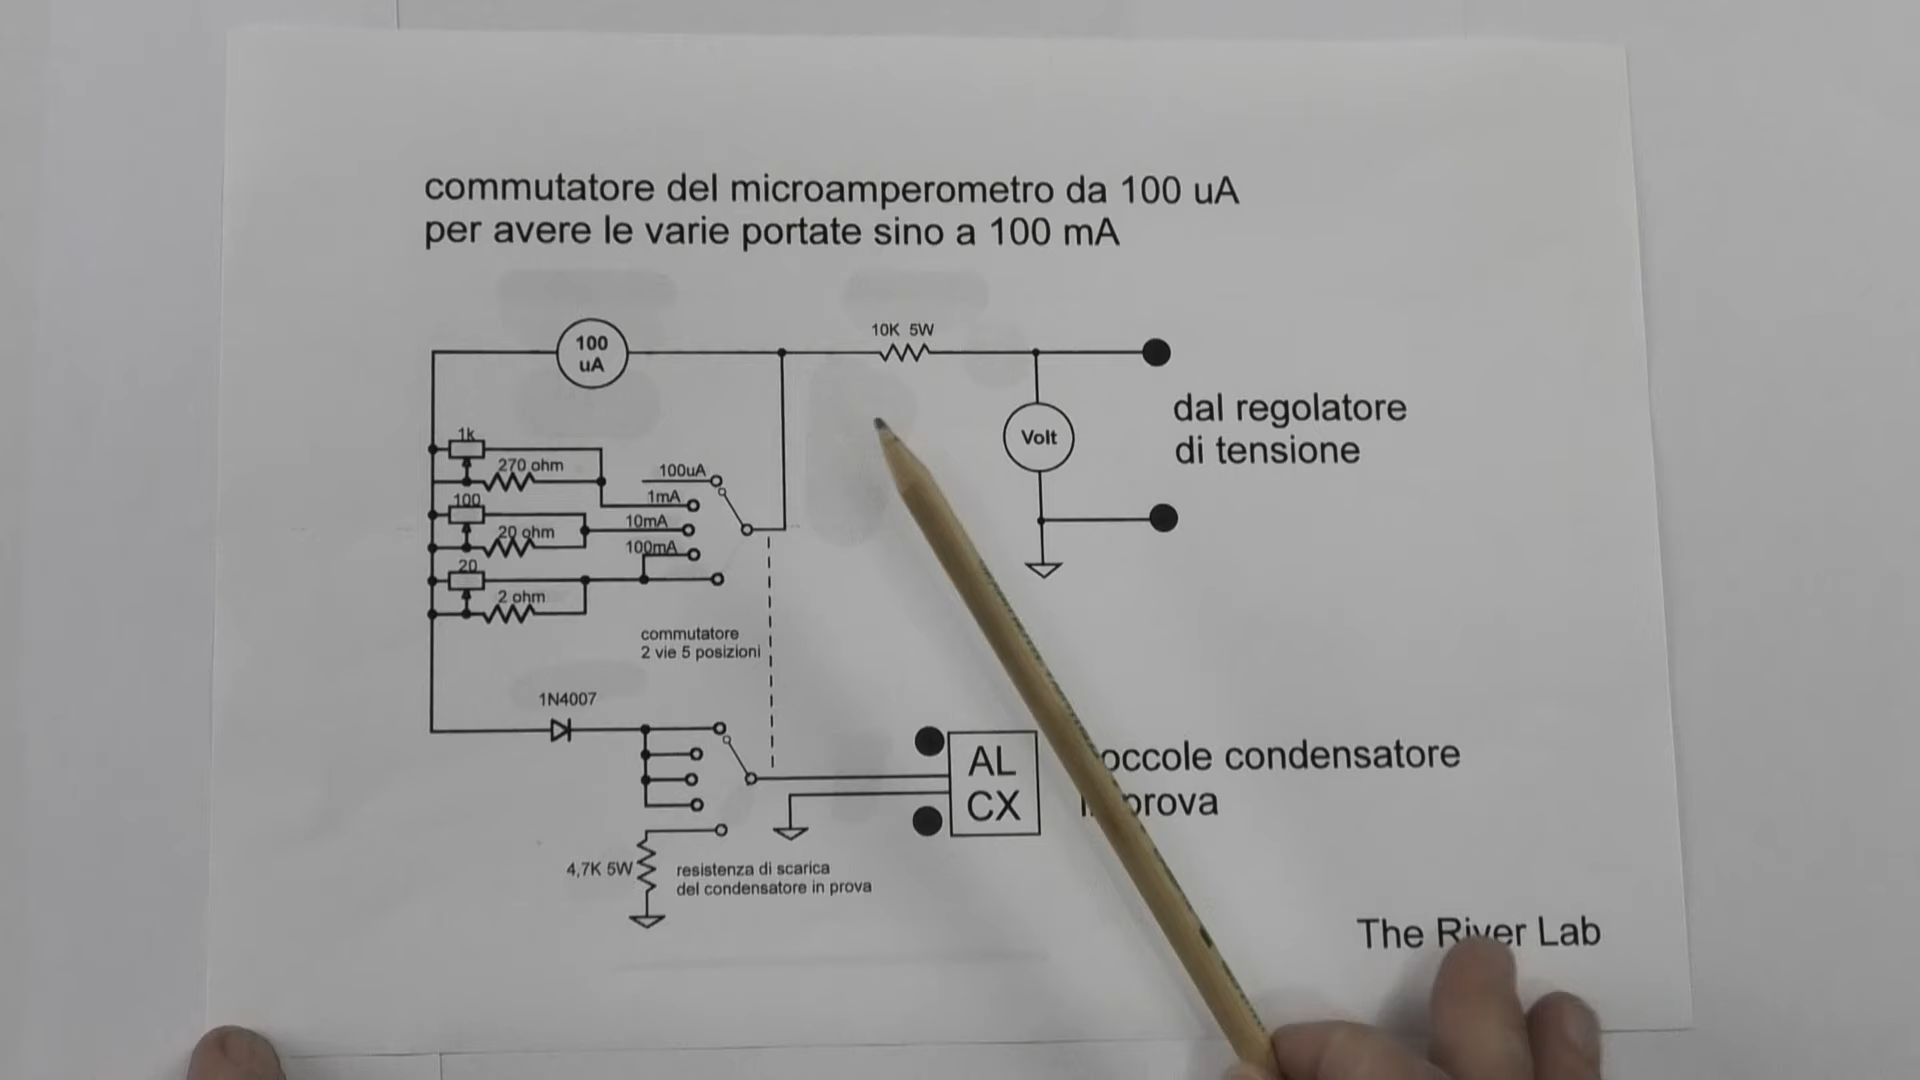 commutatore del microamperometro da 100 uA
per avere le varie portate sino a 100 mA
100
uA
10K 5W
Volt
dal regolatore
di tensione
1k
270 ohm
100
20 ohm
20
2 ohm
100uA
1mA
10mA
100mA
commutatore
2 vie 5 posizioni
1N4007
AL
CX
condensatore
4,7K 5W
resistenza di scarica
del condensatore in prova
The River Lab